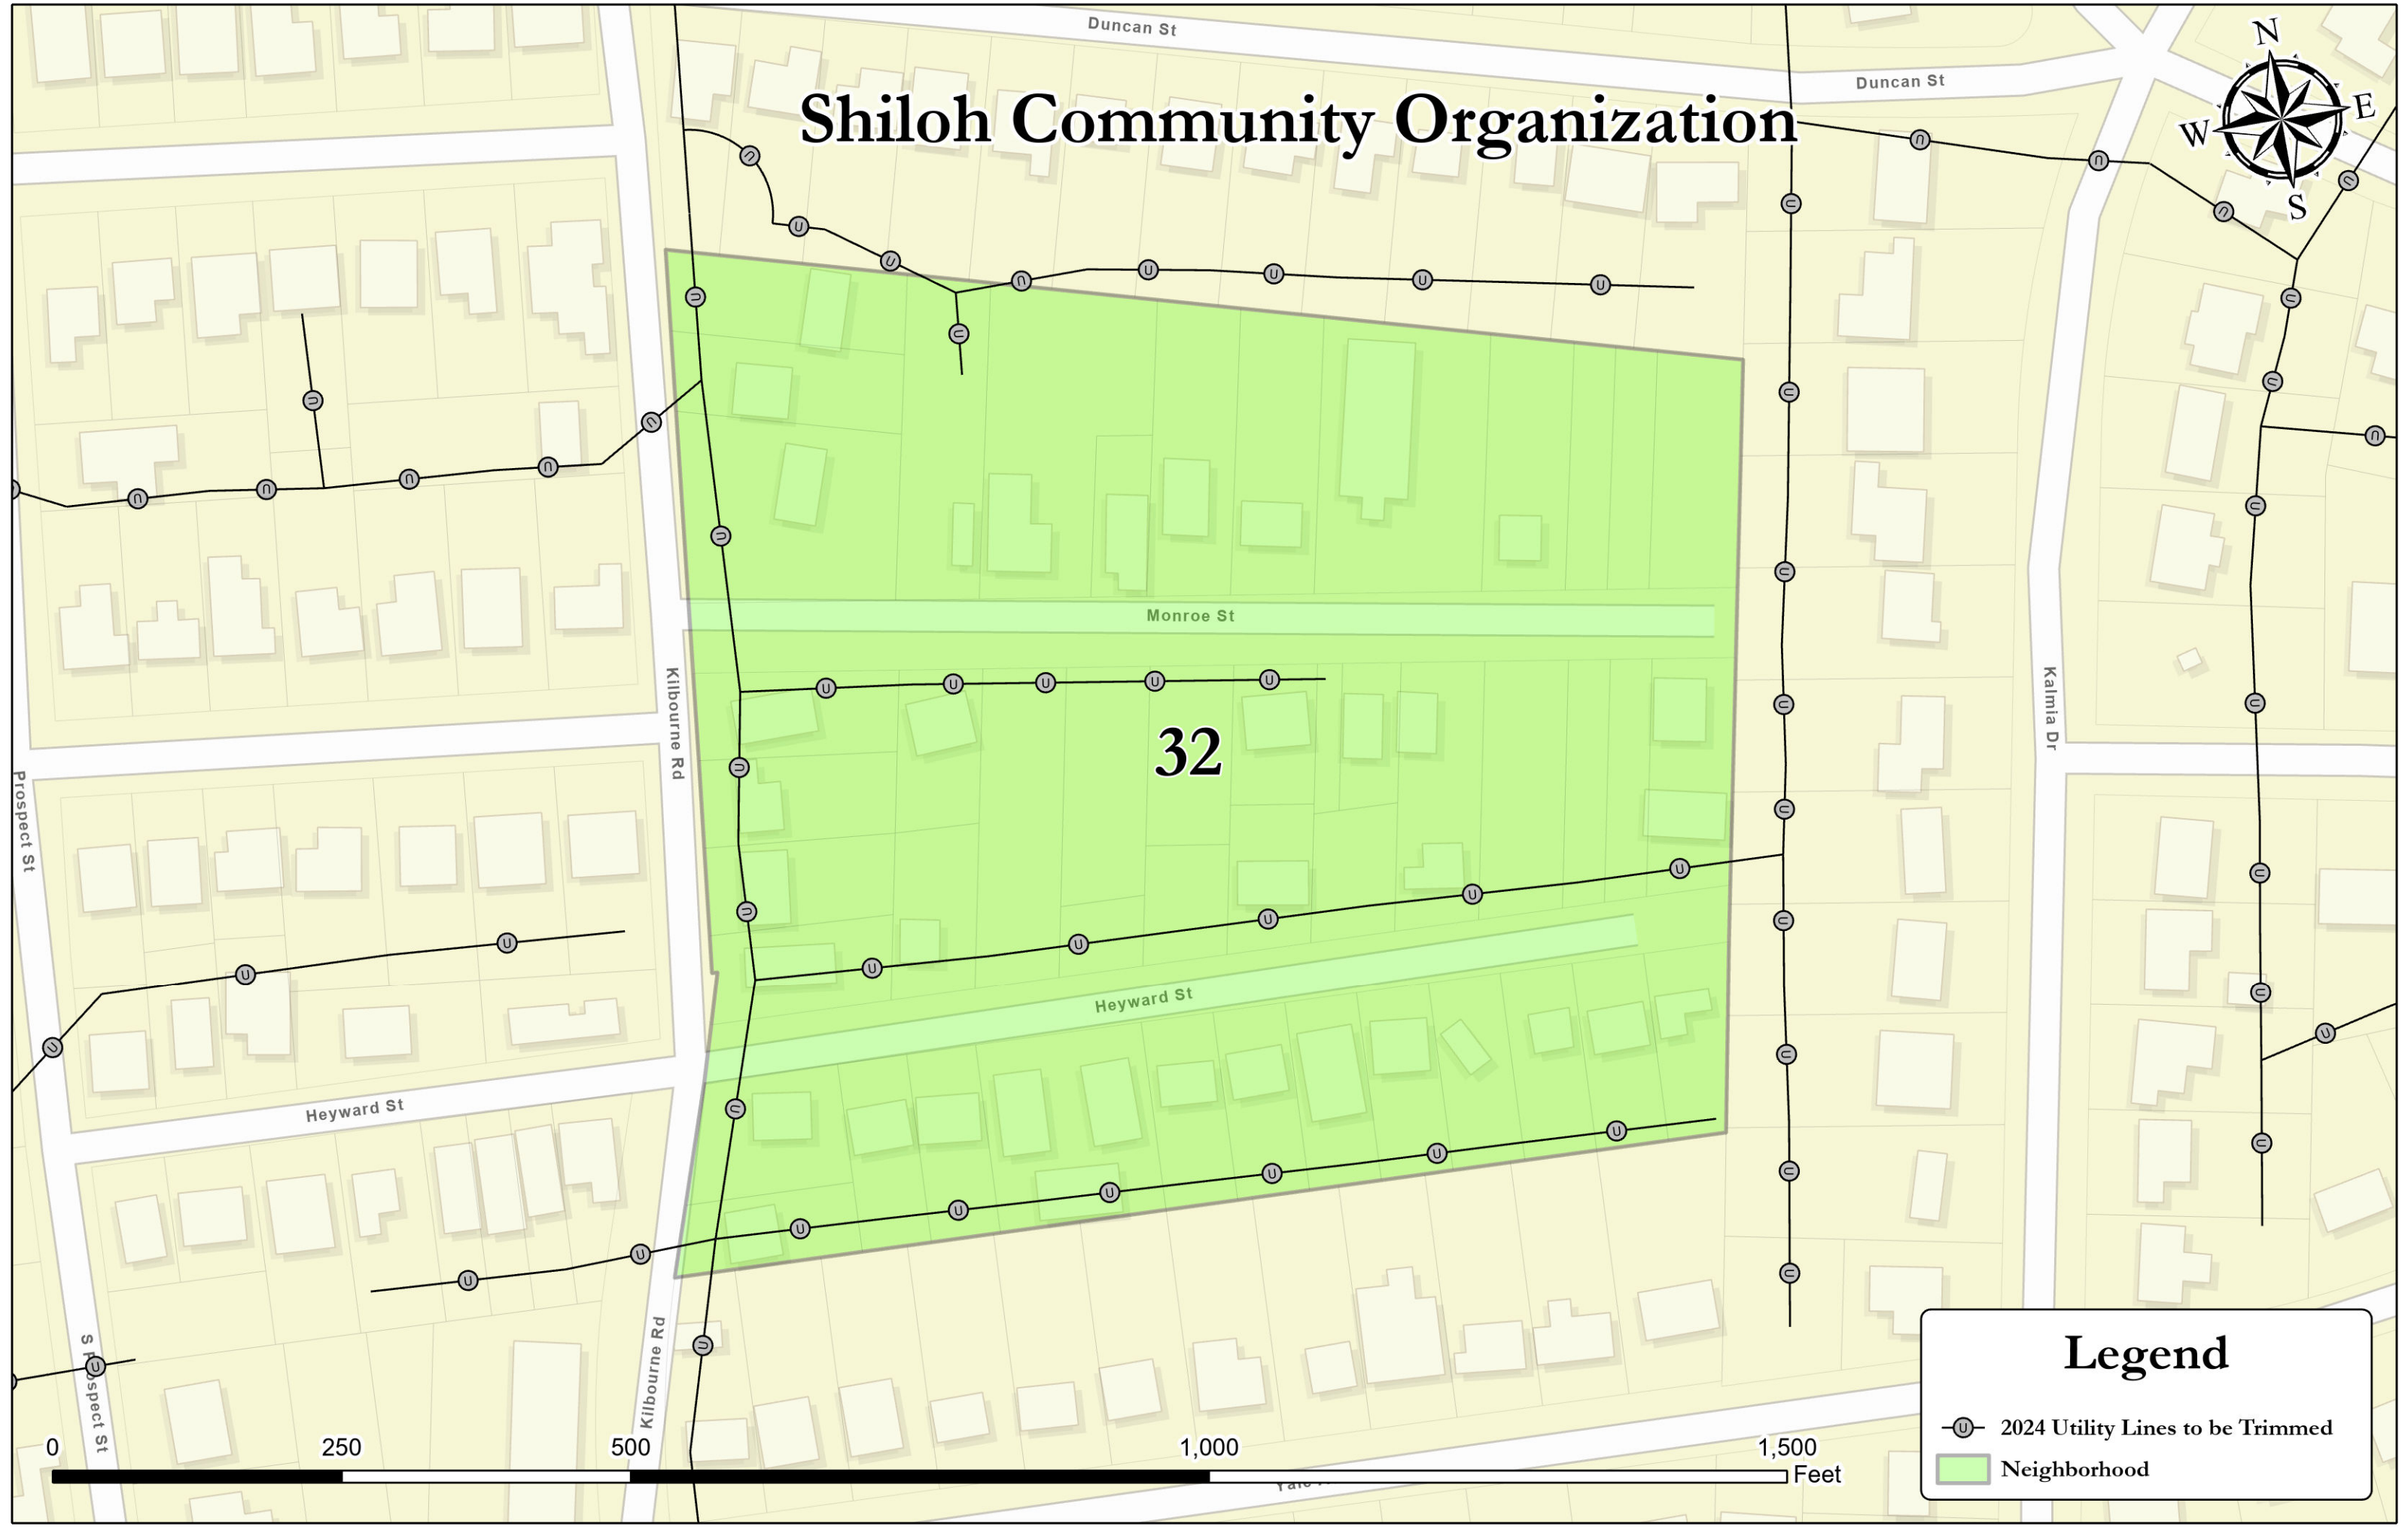 Duncan St
Duncan St
N
W
E
S
Shiloh Community Organization
Monroe St
Kilbourne Rd
Kalmia Dr
32
Prospect St
Heyward St
Heyward St
Kilbourne Rd
S Prospect St
0 250 500 1,000 1,500
Feet
Legend
U 2024 Utility Lines to be Trimmed
Neighborhood